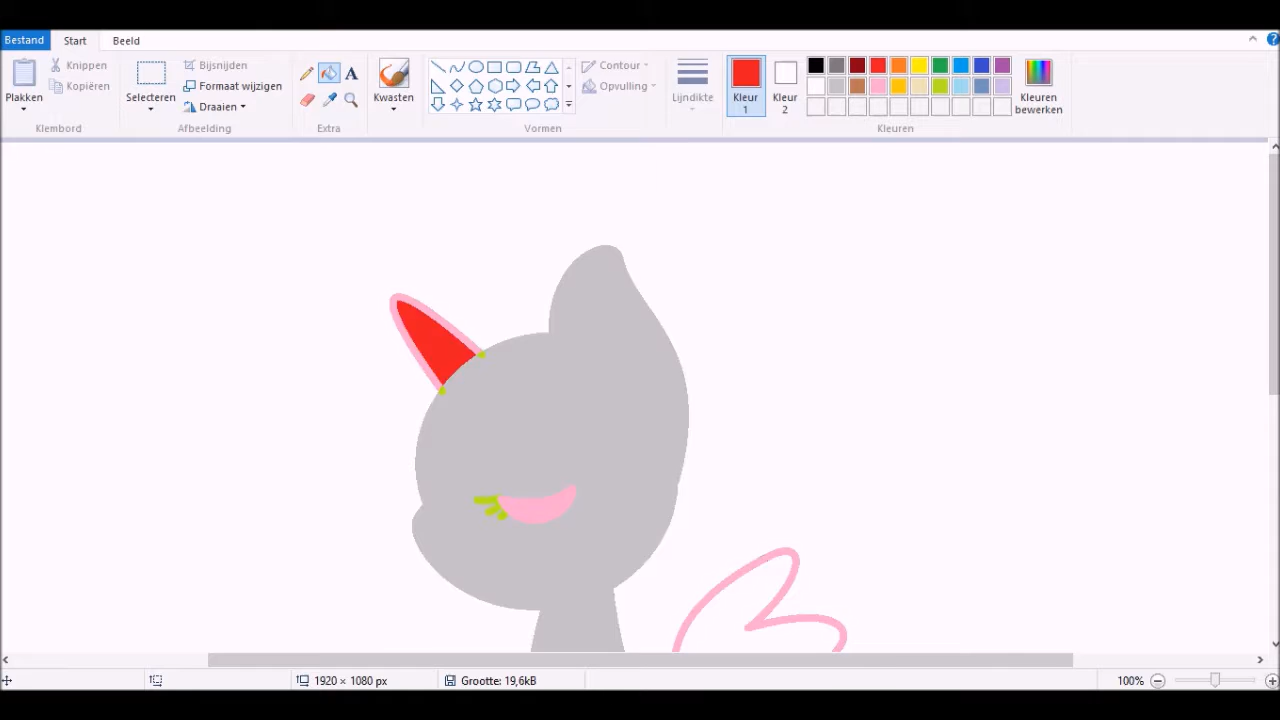 Bestand Start Beeld
Plakken
Knippen
Kopiëren
Klembord
Selecteren
Bijsnijden
Formaat wijzigen
Draaien
Afbeelding
A
Extra
Kwasten
Contour
Opvulling
Vormen
Lijndikte
Kleur 1
Kleur 2
Kleuren bewerken
Kleuren
1920 × 1080 px
Grootte: 19,6kB
100%